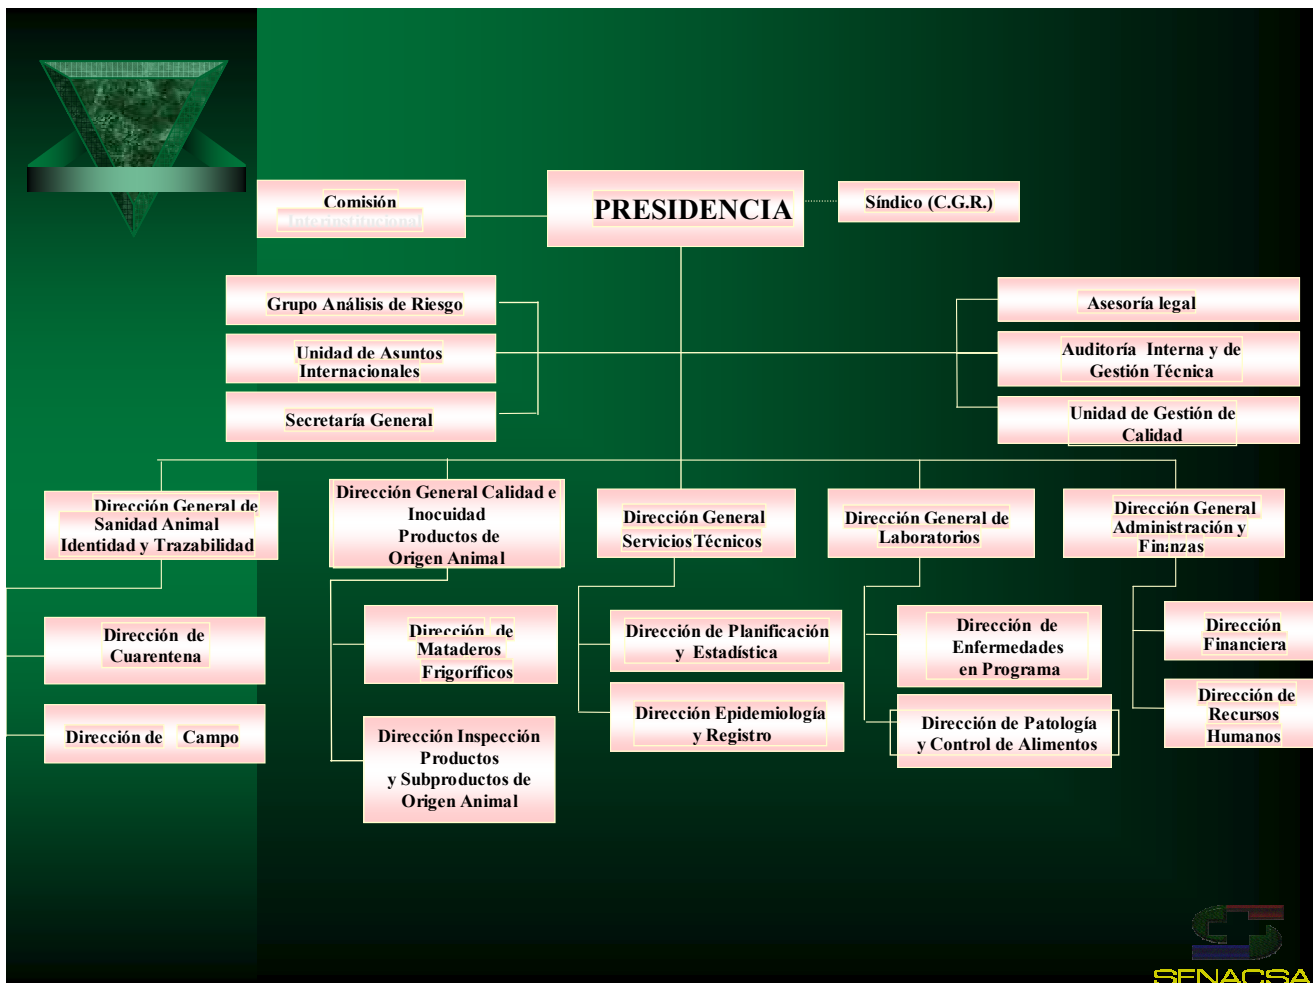 Comisión
Interinstitucional
PRESIDENCIA
Síndico (C.G.R.)
Grupo Análisis de Riesgo
Unidad de Asuntos
Internacionales
Secretaría General
Asesoría legal
Auditoría Interna y de
Gestión Técnica
Unidad de Gestión de
Calidad
Dirección General de
Sanidad Animal
Identidad y Trazabilidad
Dirección General Calidad e
Inocuidad
Productos de
Origen Animal
Dirección General
Servicios Técnicos
Dirección General de
Laboratorios
Dirección General
Administración y
Finanzas
Dirección de
Cuarentena
Dirección de Campo
Dirección de
Mataderos
Frigoríficos
Dirección Inspección
Productos
y Subproductos de
Origen Animal
Dirección de Planificación
y Estadística
Dirección Epidemiología
y Registro
Dirección de
Enfermedades
en Programa
Dirección de Patología
y Control de Alimentos
Dirección
Financiera
Dirección de
Recursos
Humanos
SENACSA